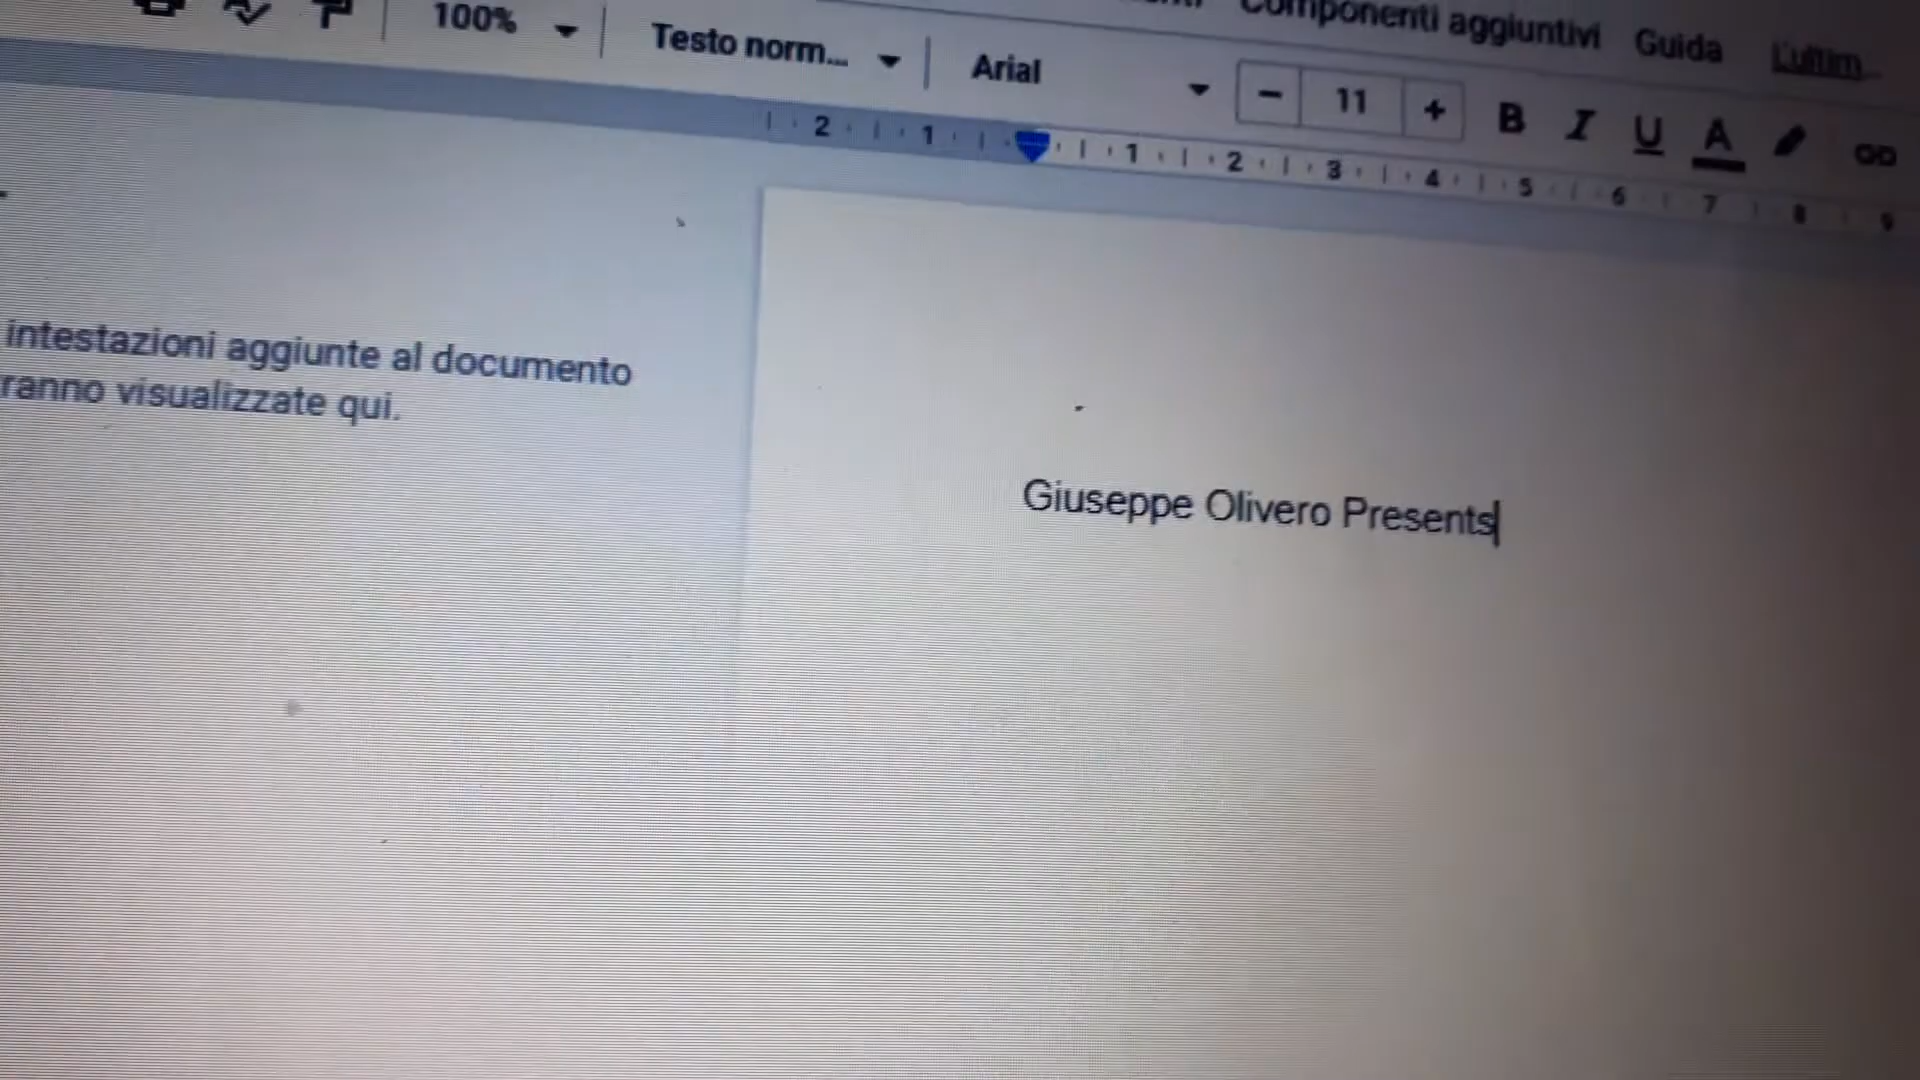 Componenti aggiuntivi Guida L'ultim...
100% Testo norm... Arial − 11 + B I U A
2 1 1 2 3 4 5 6 7 8 9
intestazioni aggiunte al documento
ranno visualizzate qui.
Giuseppe Olivero Presents